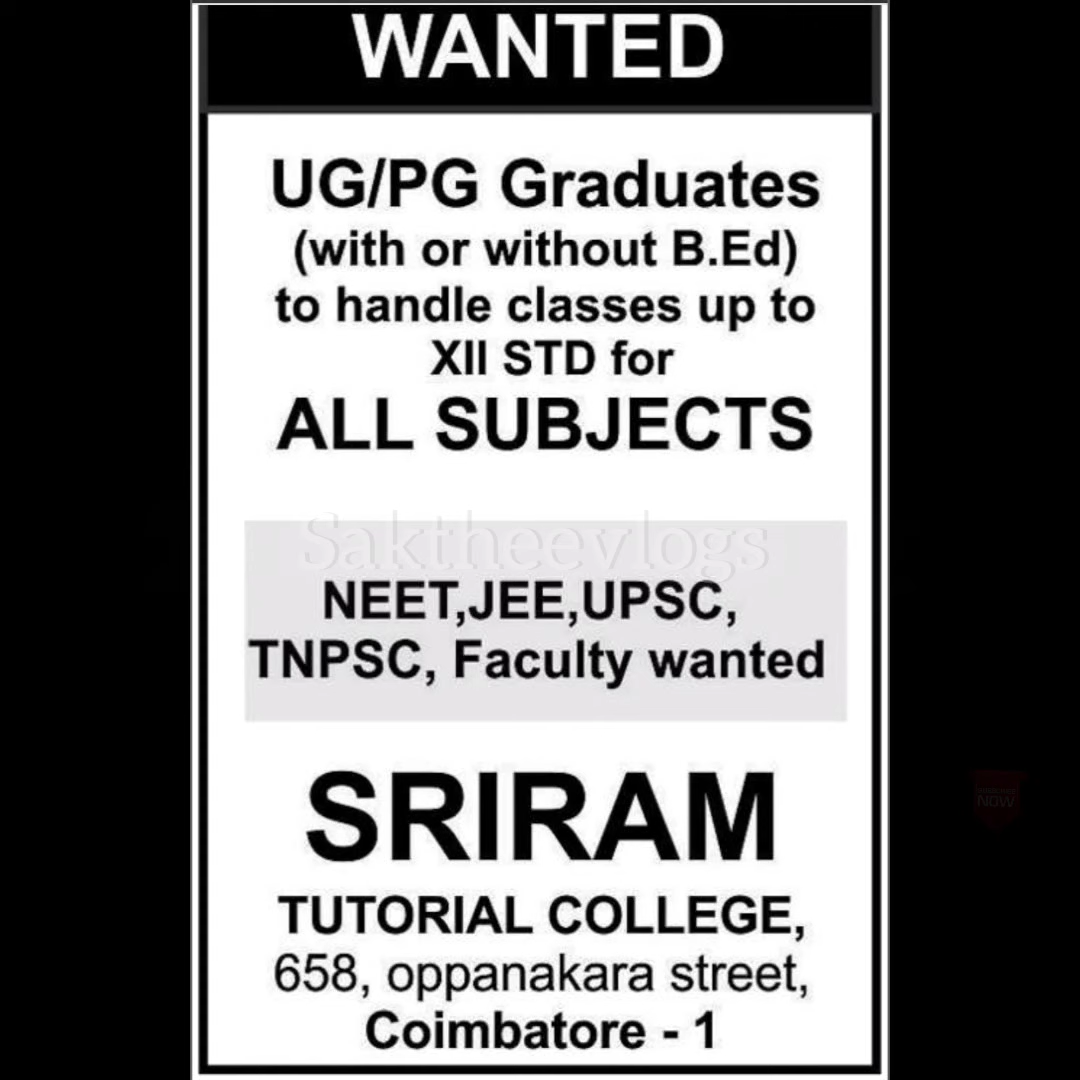 WANTED
UG/PG Graduates
(with or without B.Ed)
to handle classes up to
XII STD for
ALL SUBJECTS
Saktheevlogs
NEET,JEE,UPSC,
TNPSC, Faculty wanted
SRIRAM
TUTORIAL COLLEGE,
658, oppanakara street,
Coimbatore - 1
NOW